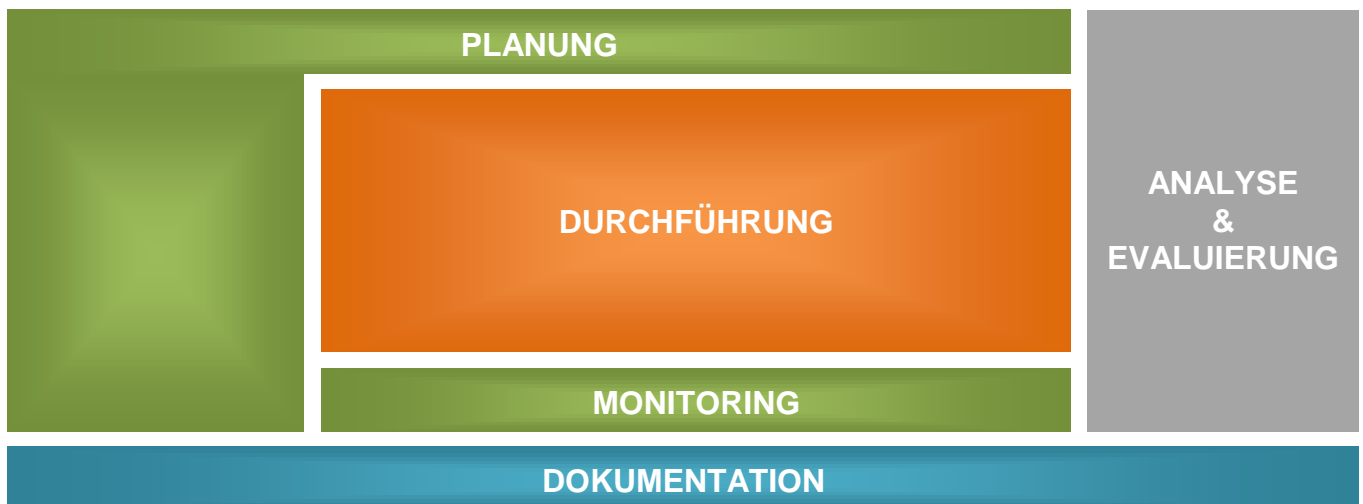 PLANUNG
DURCHFÜHRUNG
ANALYSE
&
EVALUIERUNG
MONITORING
DOKUMENTATION